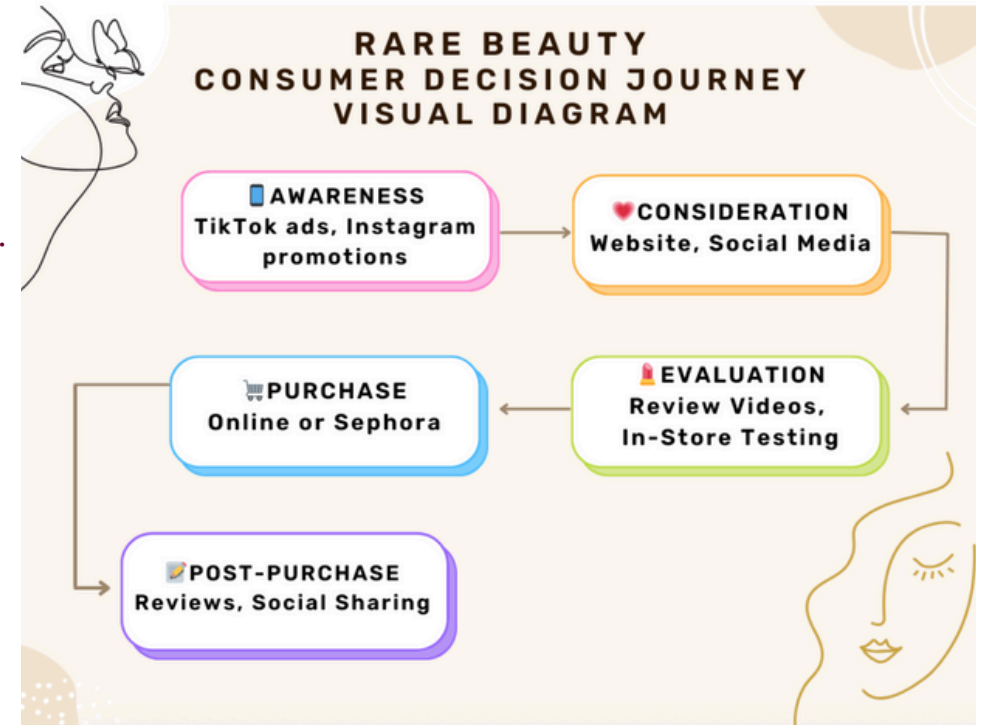 RARE BEAUTY
CONSUMER DECISION JOURNEY
VISUAL DIAGRAM
AWARENESS
TikTok ads, Instagram
promotions
CONSIDERATION
Website, Social Media
EVALUATION
Review Videos,
In-Store Testing
PURCHASE
Online or Sephora
POST-PURCHASE
Reviews, Social Sharing